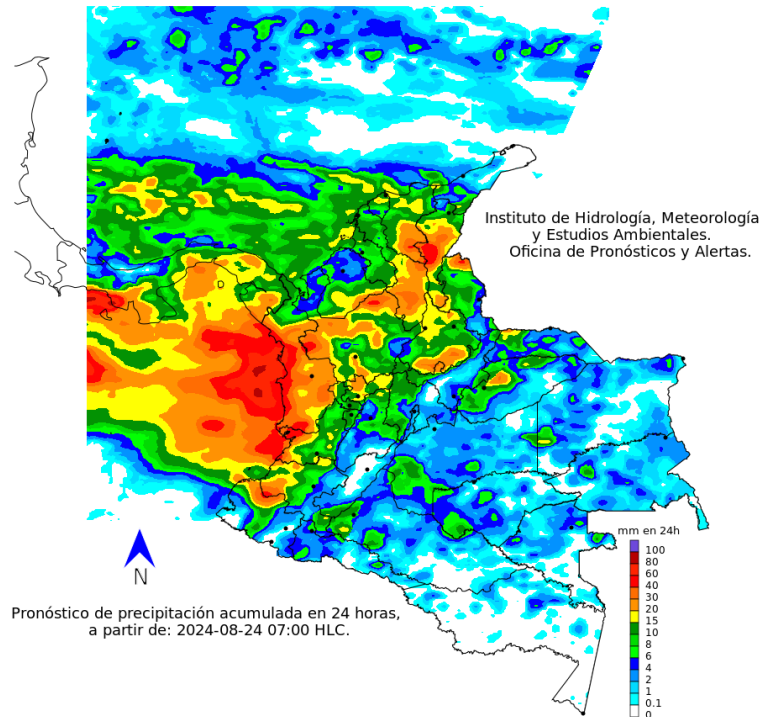 Instituto de Hidrología, Meteorología
y Estudios Ambientales.
Oficina de Pronósticos y Alertas.
mm en 24h
100
80
60
40
30
20
15
10
8
6
4
2
1
0.1
0
N
Pronóstico de precipitación acumulada en 24 horas,
a partir de: 2024-08-24 07:00 HLC.